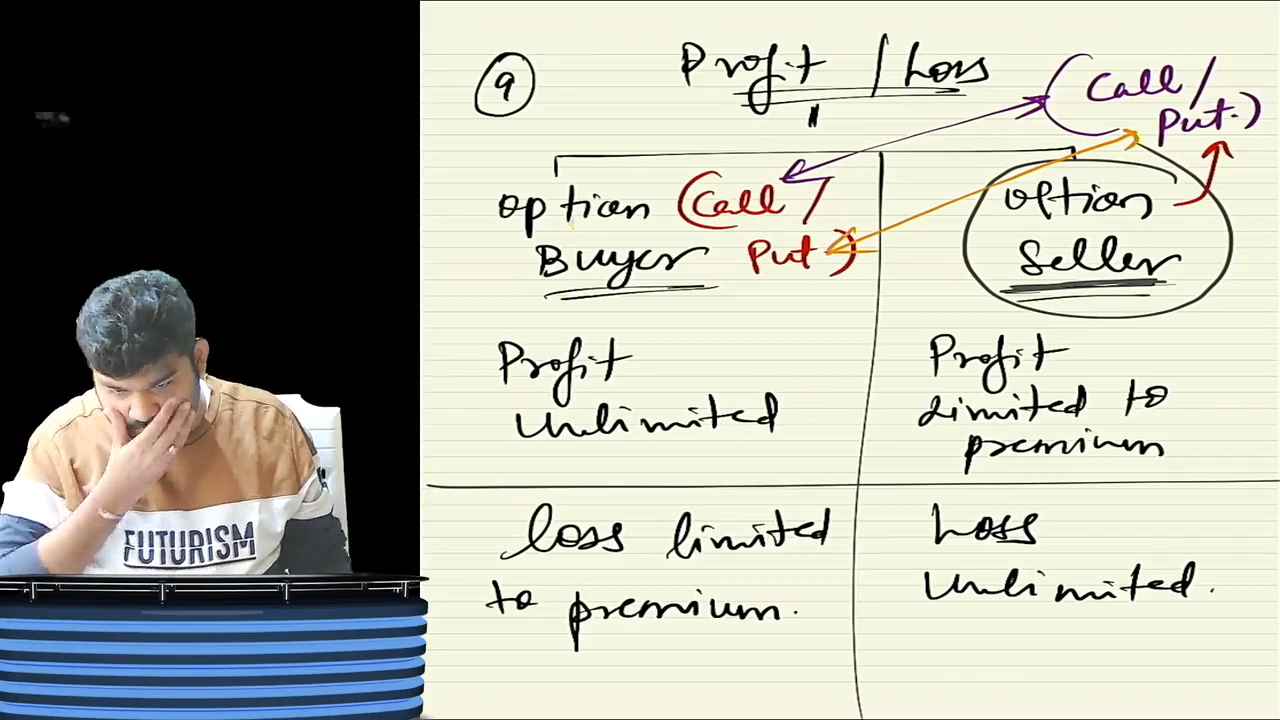 9
Profit / Loss
(Call /
Put.)
option (Call /
Buyer Put)
option
Seller
Profit
Unlimited
Profit
Limited to
premium
loss limited
to premium.
Loss
Unlimited.
FUTURISM